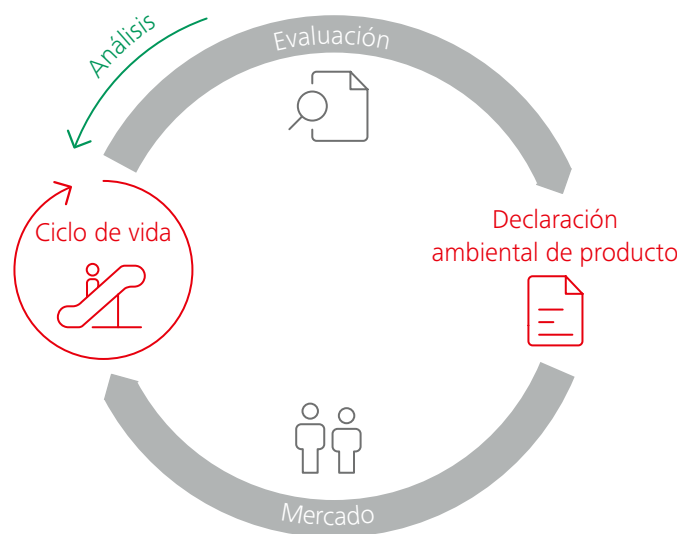 Análisis
Evaluación
Ciclo de vida
Declaración
ambiental de producto
Mercado